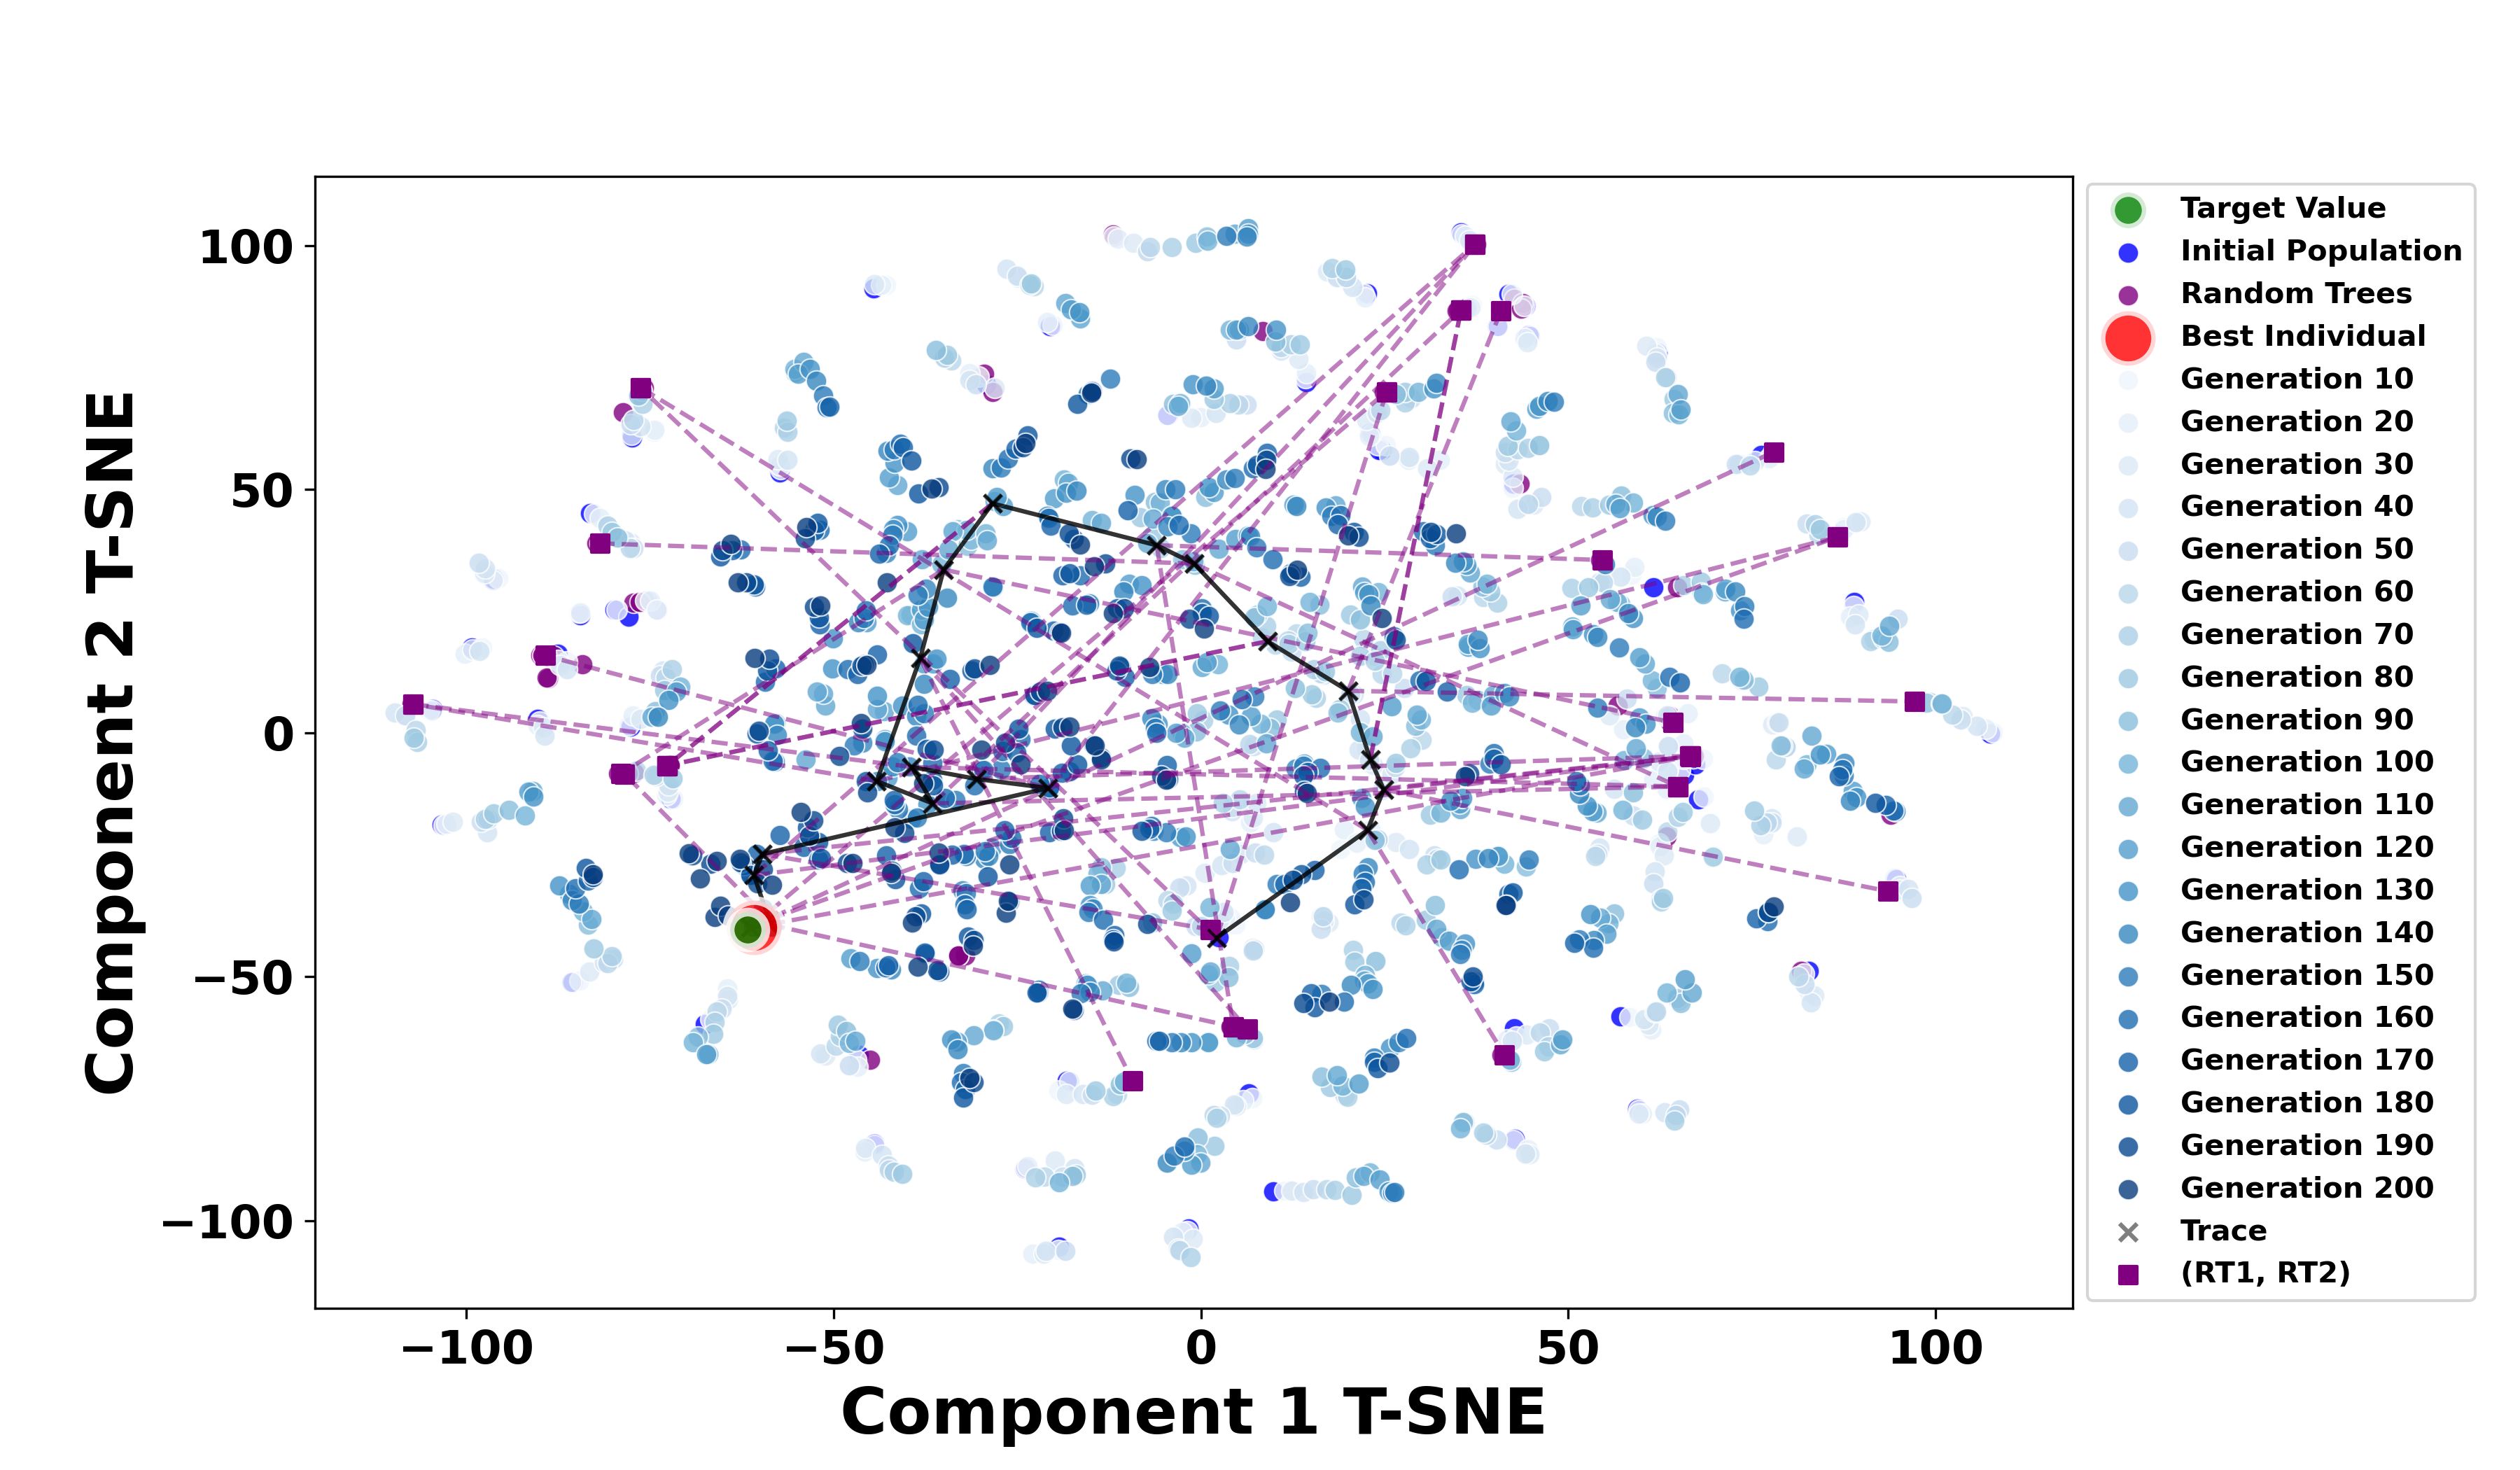 Component 2 T-SNE
100
50
0
−50
−100
−100
−50
0
50
100
Component 1 T-SNE
Target Value
Initial Population
Random Trees
Best Individual
Generation 10
Generation 20
Generation 30
Generation 40
Generation 50
Generation 60
Generation 70
Generation 80
Generation 90
Generation 100
Generation 110
Generation 120
Generation 130
Generation 140
Generation 150
Generation 160
Generation 170
Generation 180
Generation 190
Generation 200
Trace
(RT1, RT2)